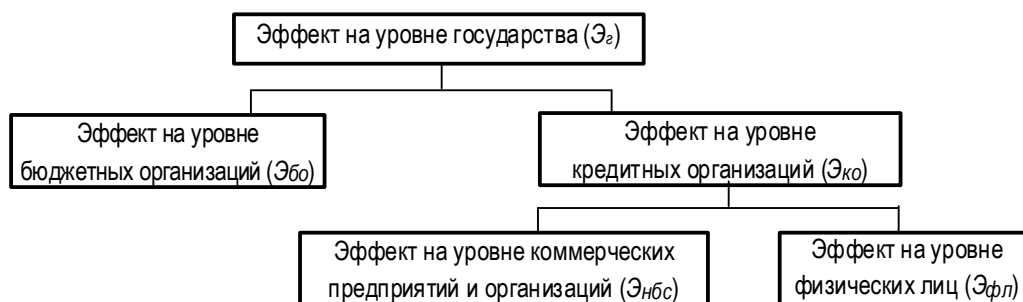 Эффект на уровне государства (Эг)
Эффект на уровне
бюджетных организаций (Эбо)
Эффект на уровне
кредитных организаций (Эко)
Эффект на уровне коммерческих
предприятий и организаций (Энбс)
Эффект на уровне
физических лиц (Эфл)